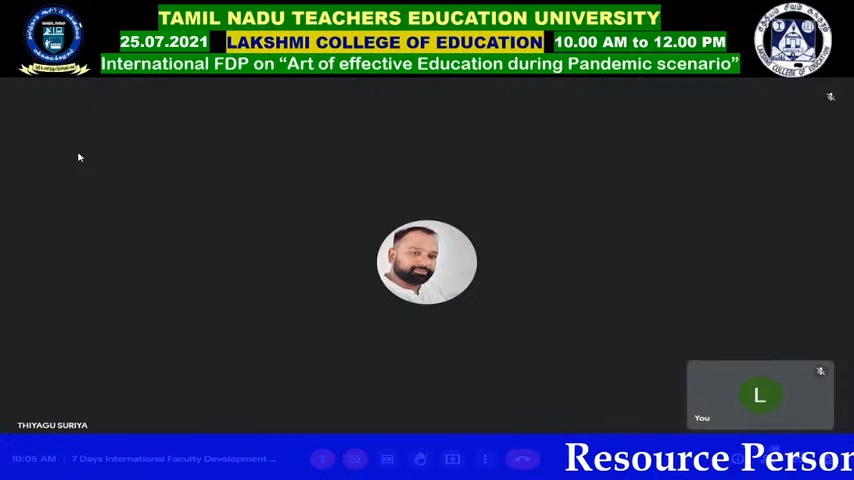 TAMIL NADU TEACHERS EDUCATION UNIVERSITY
25.07.2021 LAKSHMI COLLEGE OF EDUCATION 10.00 AM to 12.00 PM
International FDP on “Art of effective Education during Pandemic scenario”
L
You
THIYAGU SURIYA
10:05 AM | 7 Days International Faculty Development ...
Resource Person